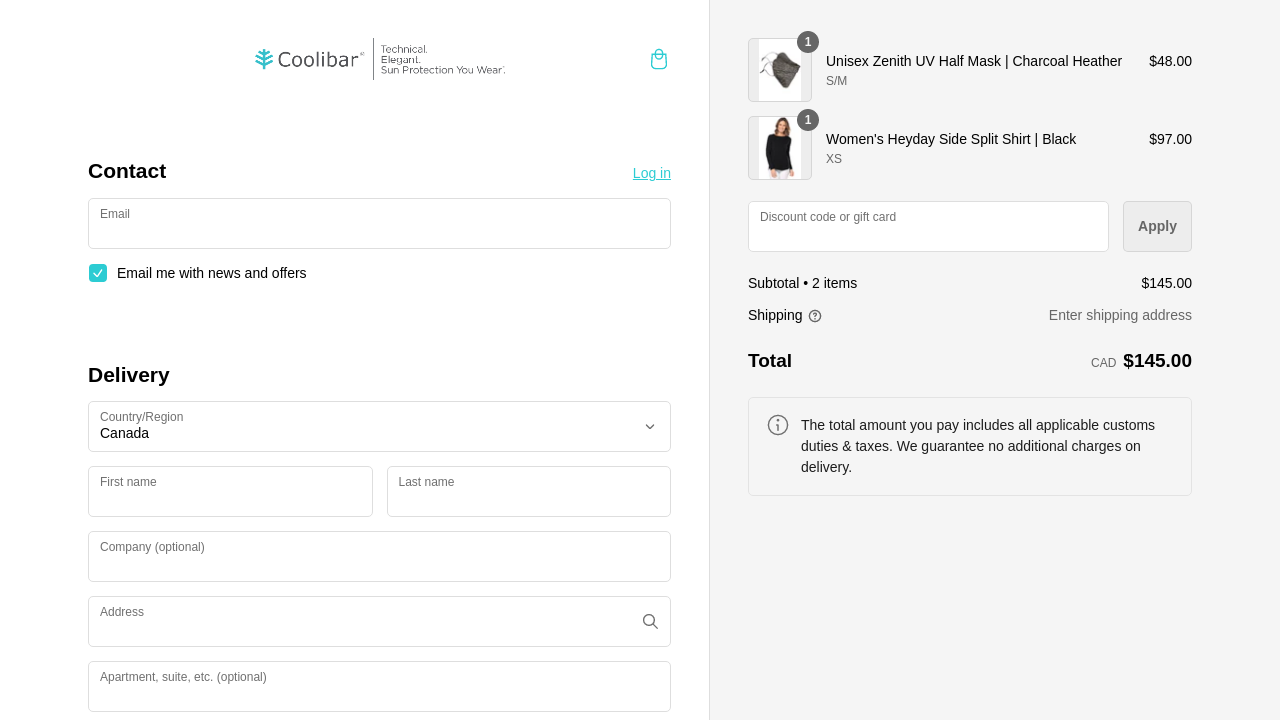 Coolibar®
Technical.
Elegant.
Sun Protection You Wear.
Contact
Log in
Email
Email me with news and offers
Delivery
Country/Region
Canada
First name
Last name
Company (optional)
Address
Apartment, suite, etc. (optional)
1
Unisex Zenith UV Half Mask | Charcoal Heather
$48.00
S/M
1
Women's Heyday Side Split Shirt | Black
$97.00
XS
Discount code or gift card
Apply
Subtotal • 2 items
$145.00
Shipping
Enter shipping address
Total
CAD $145.00
The total amount you pay includes all applicable customs
duties & taxes. We guarantee no additional charges on
delivery.